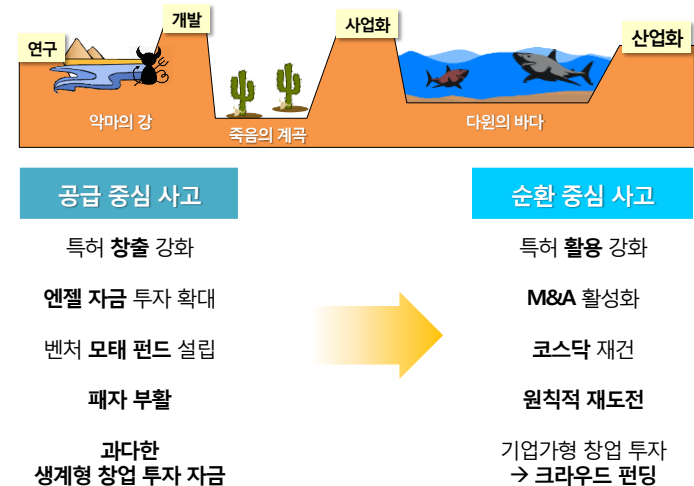 연구
개발
사업화
산업화
악마의 강
죽음의 계곡
다윈의 바다
공급 중심 사고
순환 중심 사고
특허 창출 강화
특허 활용 강화
엔젤 자금 투자 확대
M&A 활성화
벤처 모태 펀드 설립
코스닥 재건
패자 부활
원칙적 재도전
과다한
생계형 창업 투자 자금
기업가형 창업 투자
→ 크라우드 펀딩